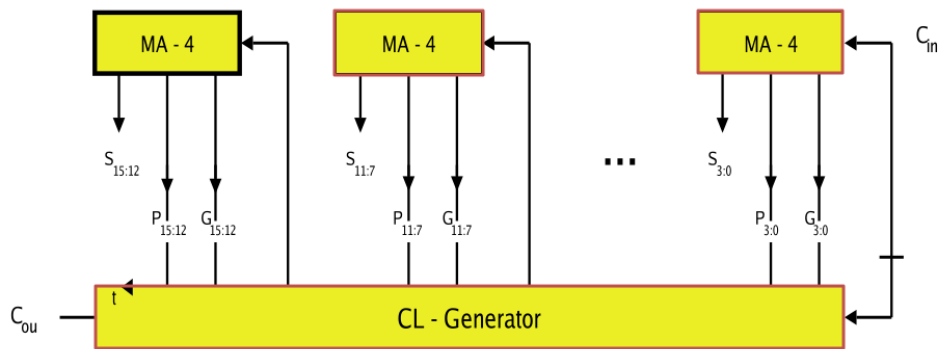 MA - 4
MA - 4
MA - 4
C in
S 15:12
S 11:7
...
S 3:0
P 15:12
G 15:12
P 11:7
G 11:7
P 3:0
G 3:0
t
C ou
CL - Generator